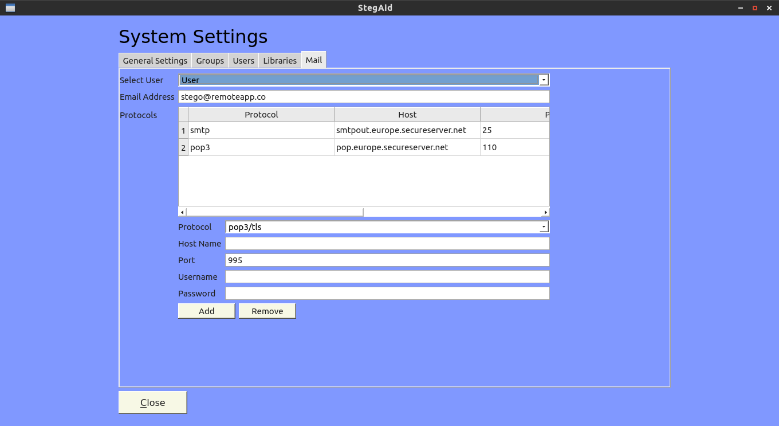 StegAid
System Settings
General Settings Groups Users Libraries Mail
Select User User
Email Address stego@remoteapp.co
Protocols Protocol Host P
1 smtp smtpout.europe.secureserver.net 25
2 pop3 pop.europe.secureserver.net 110
Protocol pop3/tls
Host Name
Port 995
Username
Password
Add Remove
Close